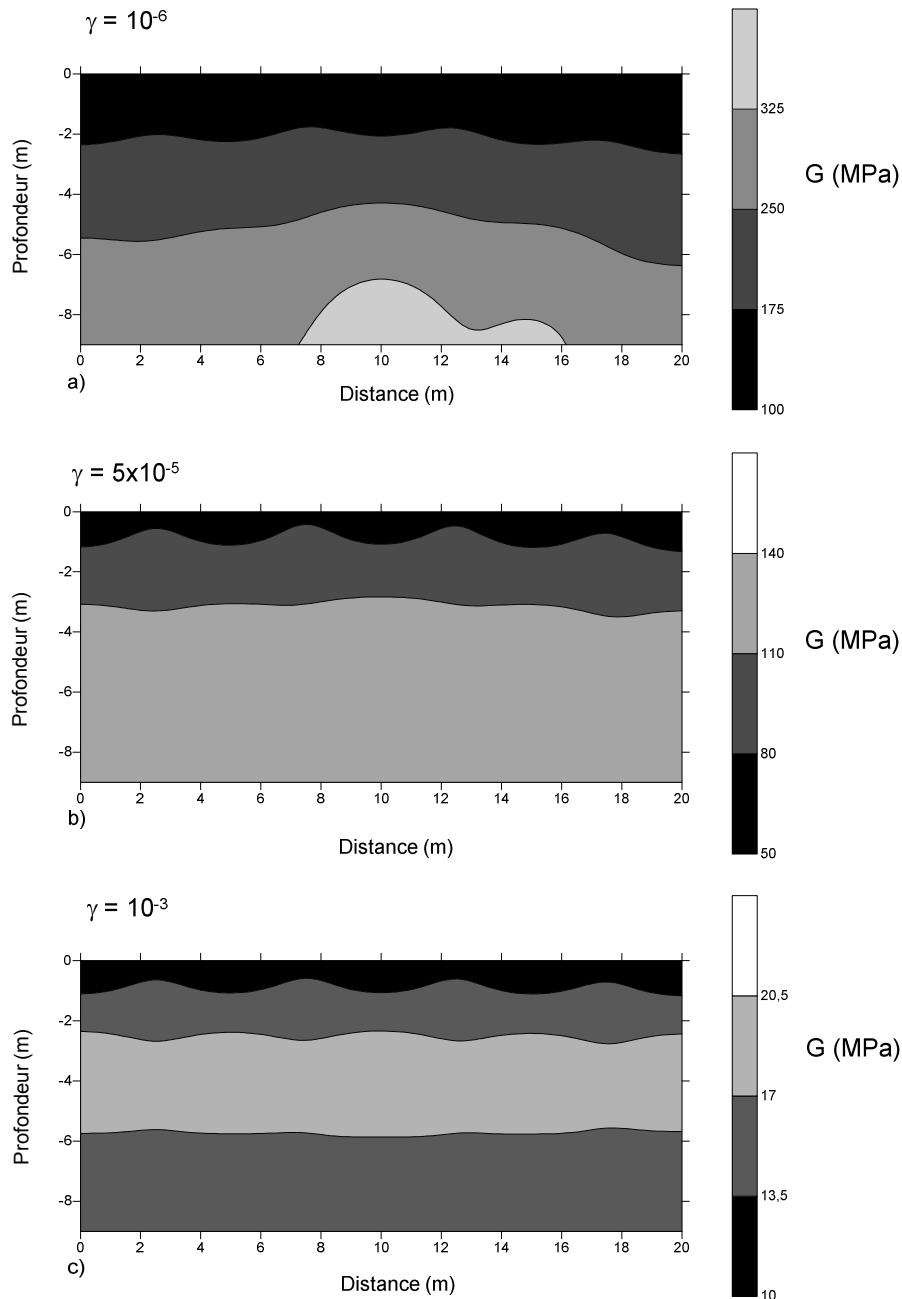 γ = 10⁻⁶
0
-2
-4
-6
-8
Profondeur (m)
0 2 4 6 8 10 12 14 16 18 20
a)
Distance (m)
325
250
175
100
G (MPa)
γ = 5x10⁻⁵
0
-2
-4
-6
-8
Profondeur (m)
0 2 4 6 8 10 12 14 16 18 20
b)
Distance (m)
140
110
80
50
G (MPa)
γ = 10⁻³
0
-2
-4
-6
-8
Profondeur (m)
0 2 4 6 8 10 12 14 16 18 20
c)
Distance (m)
20,5
17
13,5
10
G (MPa)